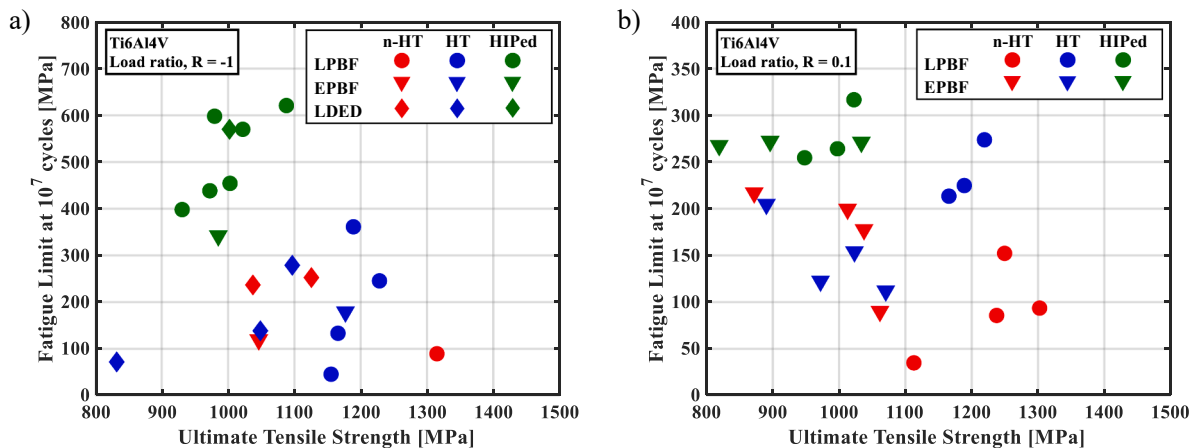 a)
Fatigue Limit at 10^7 cycles [MPa]
800
700
600
500
400
300
200
100
0
Ti6Al4V
Load ratio, R = -1
n-HT HT HIPed
LPBF
EPBF
LDED
800 900 1000 1100 1200 1300 1400 1500
Ultimate Tensile Strength [MPa]
b)
Fatigue Limit at 10^7 cycles [MPa]
400
350
300
250
200
150
100
50
0
Ti6Al4V
Load ratio, R = 0.1
n-HT HT HIPed
LPBF
EPBF
800 900 1000 1100 1200 1300 1400 1500
Ultimate Tensile Strength [MPa]